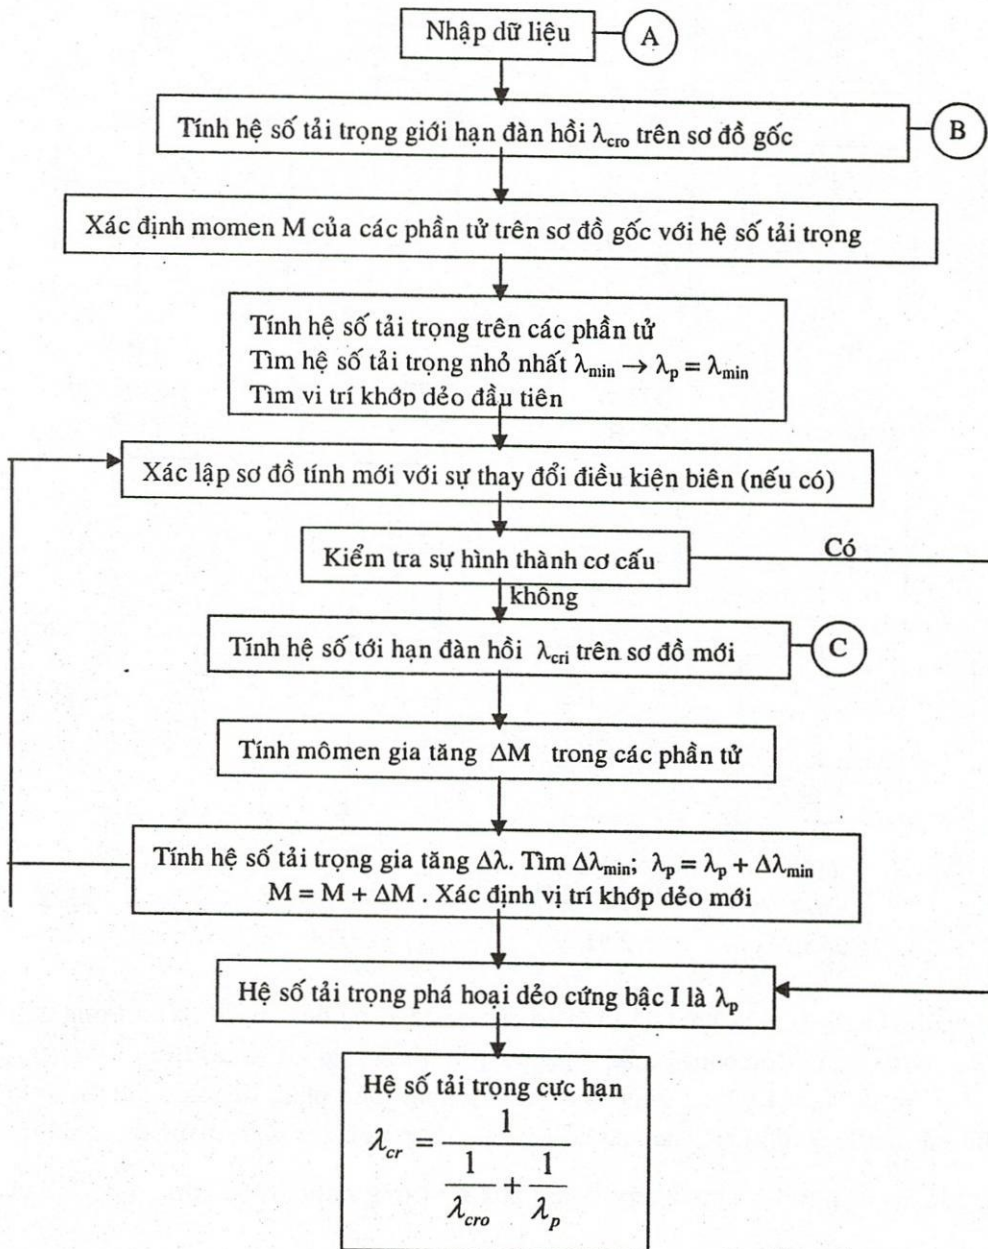 Nhập dữ liệu
A
Tính hệ số tải trọng giới hạn đàn hồi λcro trên sơ đồ gốc
B
Xác định momen M của các phần tử trên sơ đồ gốc với hệ số tải trọng
Tính hệ số tải trọng trên các phần tử
Tìm hệ số tải trọng nhỏ nhất λmin → λp = λmin
Tìm vi trí khớp dẻo đầu tiên
Xác lập sơ đồ tính mới với sự thay đổi điều kiện biên (nếu có)
Kiểm tra sự hình thành cơ cấu
Có
không
Tính hệ số tới hạn đàn hồi λcri trên sơ đồ mới
C
Tính mômen gia tăng ΔM trong các phần tử
Tính hệ số tải trọng gia tăng Δλ. Tìm Δλmin; λp = λp + Δλmin
M = M + ΔM . Xác định vị trí khớp dẻo mới
Hệ số tải trọng phá hoại dẻo cứng bậc I là λp
Hệ số tải trọng cực hạn
λcr = 1 / (1/λcro + 1/λp)